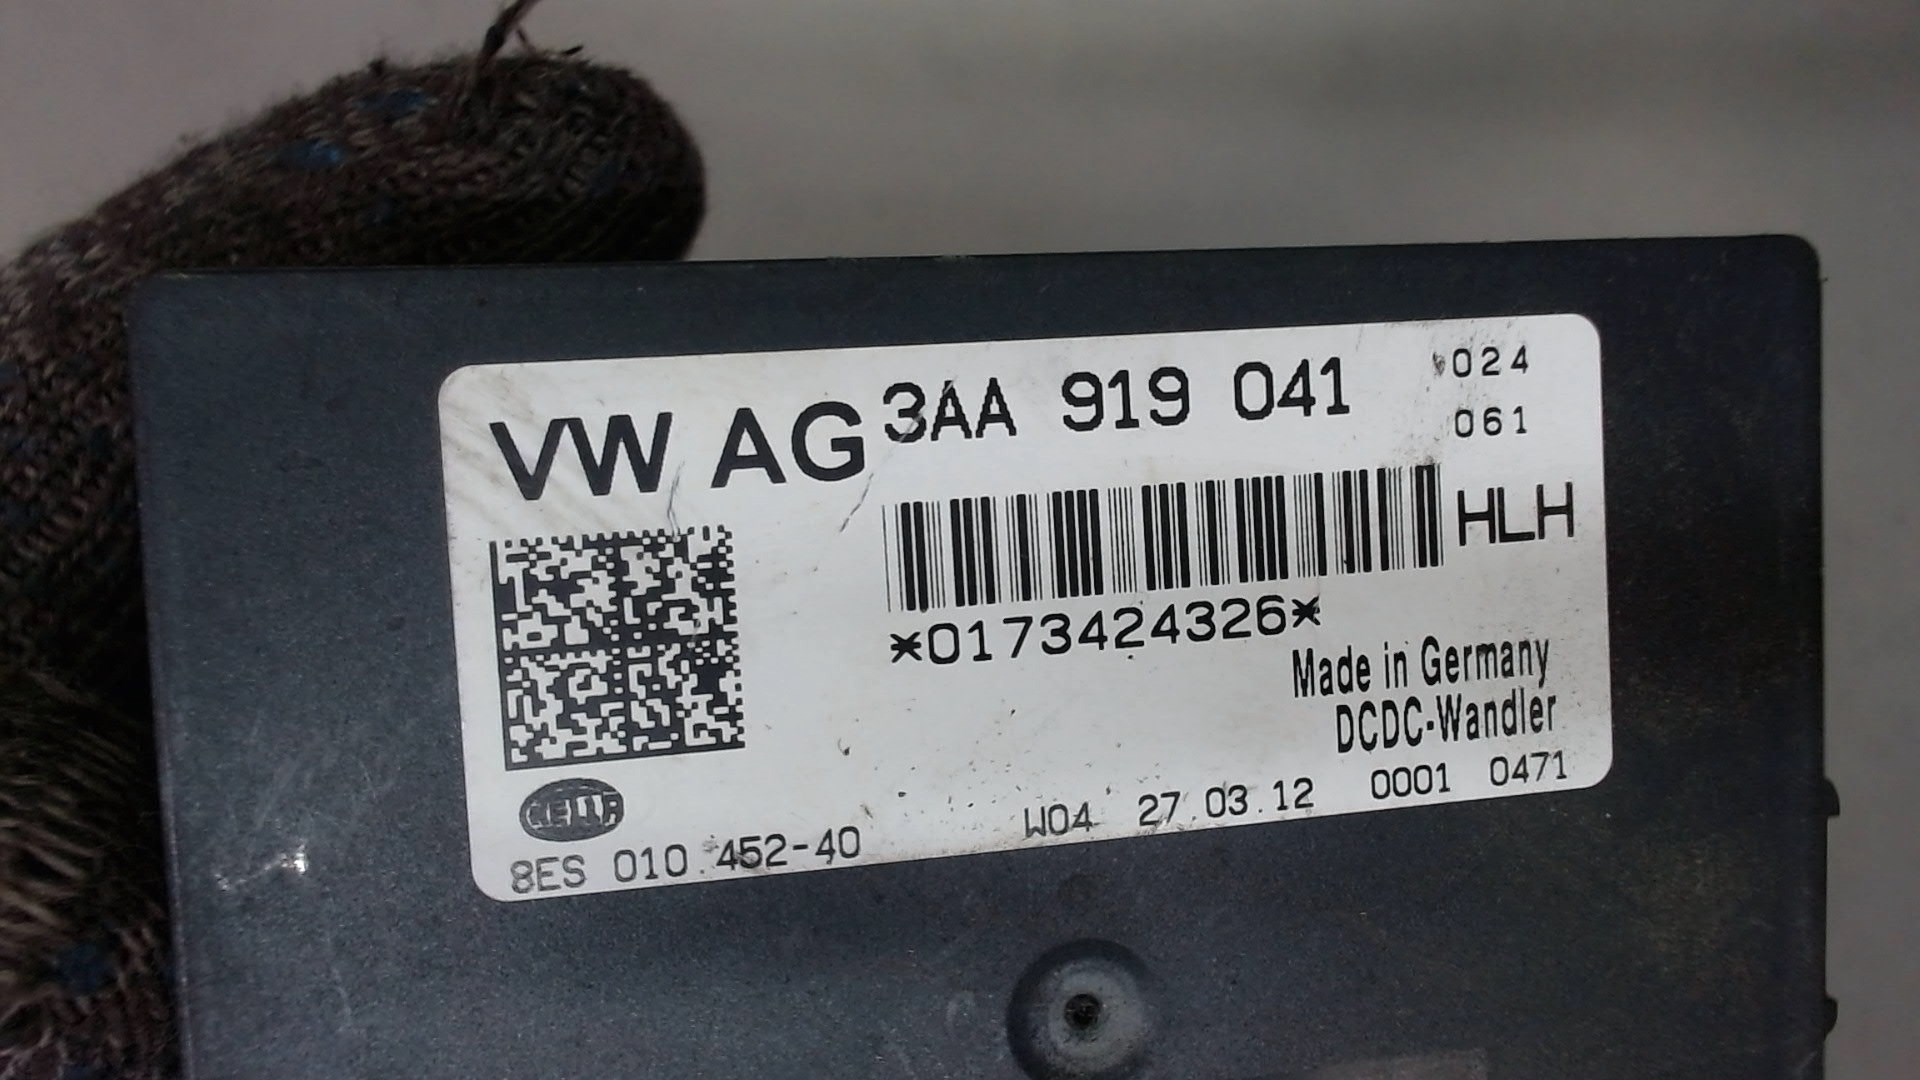 VW AG 3AA 919 041 024
061
HLH
*0173424326*
Made in Germany
DCDC-Wandler
HELLA
W04 27.03.12 0001 0471
8ES 010.452-40